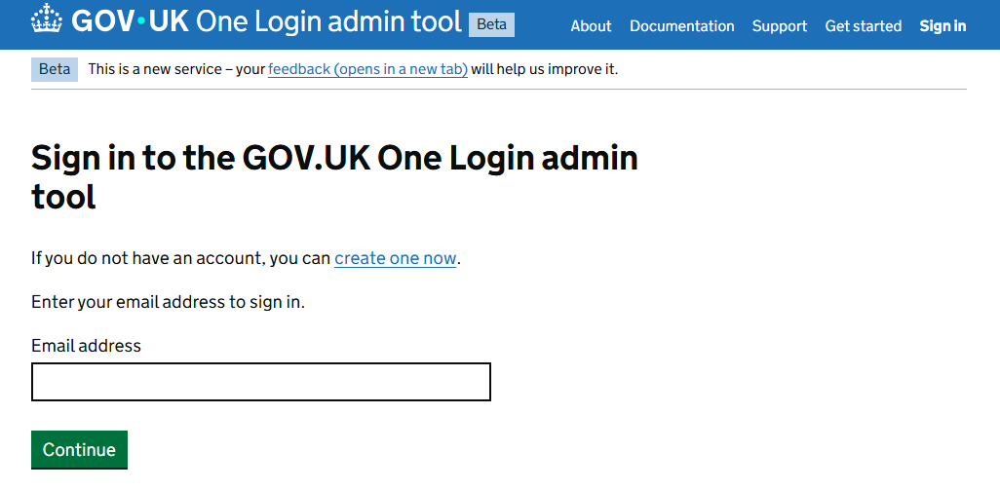 GOV•UK One Login admin tool Beta About Documentation Support Get started Sign in
Beta This is a new service – your feedback (opens in a new tab) will help us improve it.
Sign in to the GOV.UK One Login admin
tool
If you do not have an account, you can create one now.
Enter your email address to sign in.
Email address
Continue